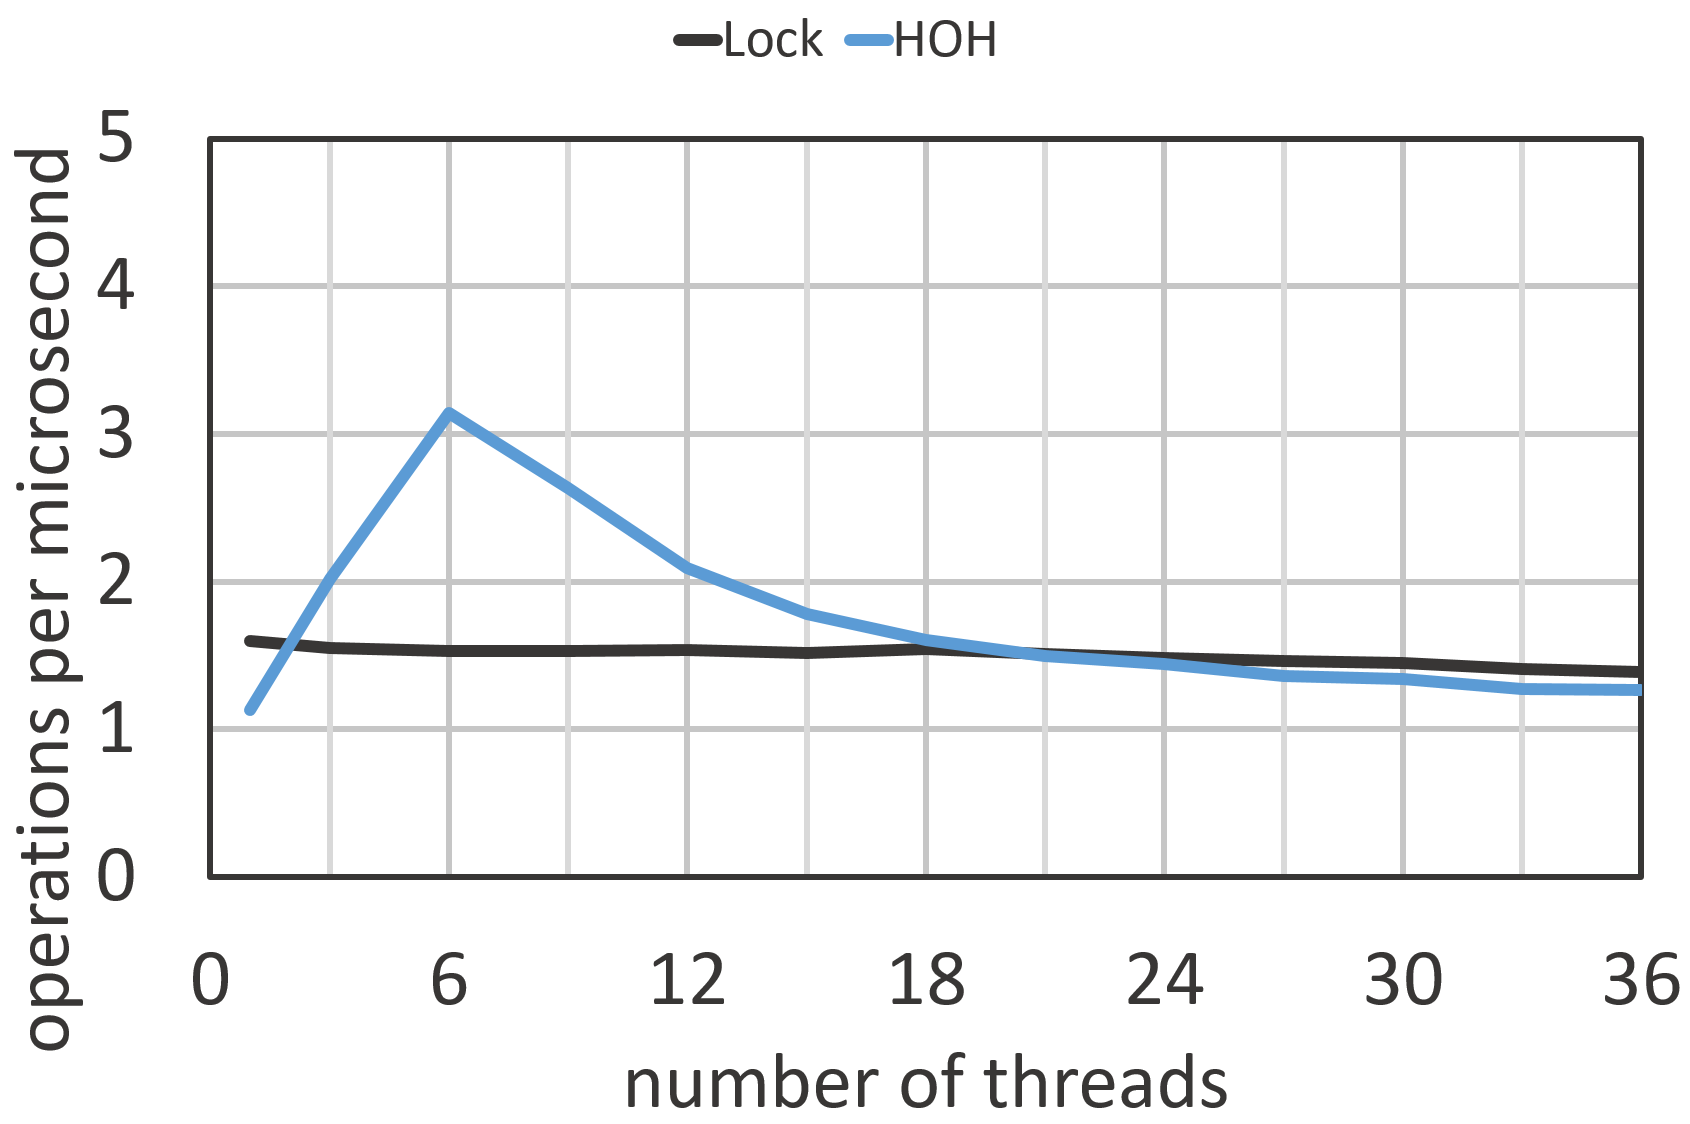 Lock HOH
operations per microsecond
5
4
3
2
1
0
0 6 12 18 24 30 36
number of threads